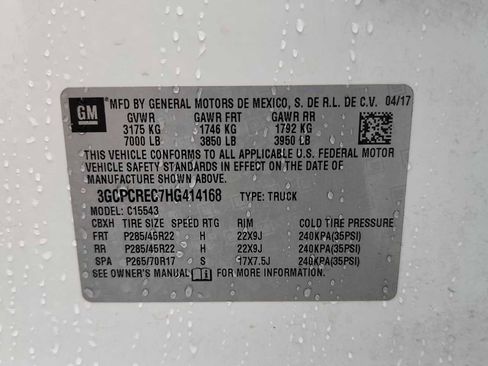 GM
MFD BY GENERAL MOTORS DE MEXICO, S. DE R.L. DE C.V. 04/17
GVWR GAWR FRT GAWR RR
3175 KG 1746 KG 1792 KG
7000 LB 3850 LB 3950 LB
THIS VEHICLE CONFORMS TO ALL APPLICABLE U.S. FEDERAL MOTOR
VEHICLE SAFETY STANDARDS IN EFFECT ON THE DATE OF
MANUFACTURE SHOWN ABOVE.
3GCPCREC7HG414168 TYPE: TRUCK
MODEL: C15543
CBXH TIRE SIZE SPEED RTG RIM COLD TIRE PRESSURE
FRT P285/45R22 H 22X9J 240KPA(35PSI)
RR P285/45R22 H 22X9J 240KPA(35PSI)
SPA P265/70R17 S 17X7.5J 240KPA(35PSI)
SEE OWNER'S MANUAL FOR MORE INFORMATION.